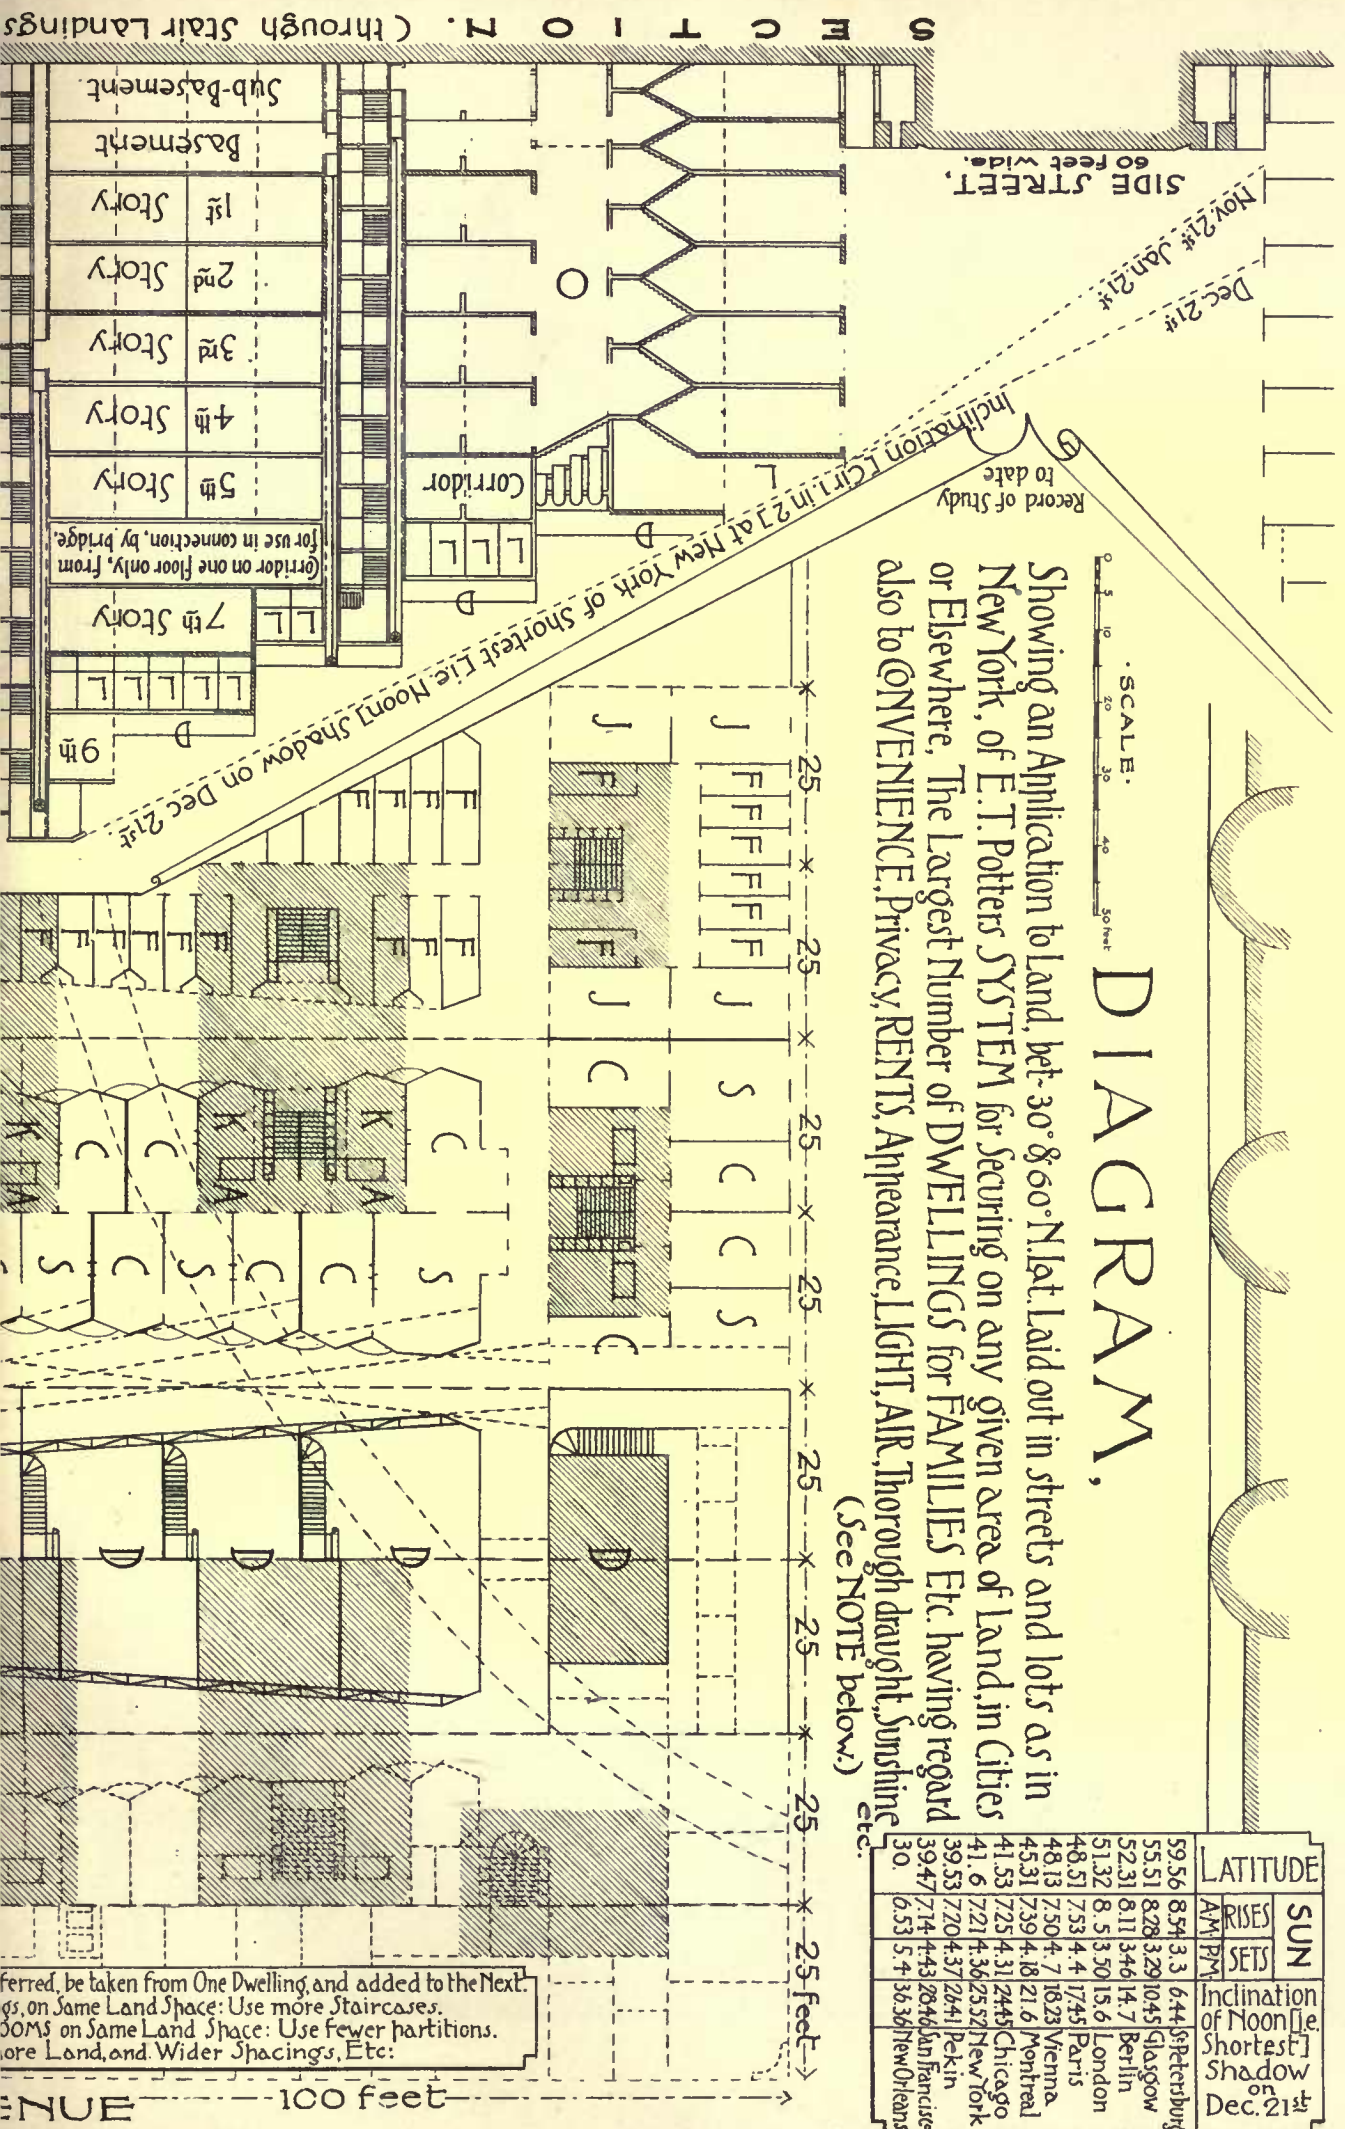 SECTION. (through Stair Landings
Sub-Basement.
Basement
1st Story
2nd Story
3rd Story
4th Story
5th Story
Corridor on one floor only, from
for use in connection, by bridge.
7th Story
9th
L L
L L L L L
D
D
L L L
D
L
O
Corridor
SIDE STREET,
60 feet wide.
Nov. 21st Jan. 21st
Dec. 21st
Inclination [Cir 1 in 2] at New York of Shortest [i.e. Noon] Shadow on Dec 21st.
Record of Study
to date
SCALE.
0 5 10 20 30 40 50 feet
DIAGRAM,
Showing an Application to Land, bet. 30° & 60° N. Lat. Laid out in streets and lots as in
New York, of E.T. Potter's SYSTEM for Securing on any given area of Land, in Cities
or Elsewhere, The Largest Number of DWELLINGS for FAMILIES Etc. having regard
also to CONVENIENCE, Privacy, RENTS, Appearance, LIGHT, AIR, Thorough draught, Sunshine
etc.
(See NOTE below.)
LATITUDE
SUN
RISES SETS
A.M. P.M.
Inclination
of Noon [i.e.
Shortest]
Shadow
on
Dec. 21st
59.56 8.54 3.3 6.44 St Petersburg
55.51 8.28 3.29 10.45 Glasgow
52.31 8.11 3.46 14.7 Berlin
51.32 8.5 3.50 15.6 London
48.51 7.53 4.4 17.45 Paris
48.13 7.50 4.7 18.23 Vienna
45.31 7.39 4.18 21.6 Montreal
41.53 7.25 4.31 24.45 Chicago
41.6 7.21 4.36 25.52 New York
39.53 7.20 4.37 26.41 Pekin
39.47 7.14 4.43 28.46 San Francisco
30. 6.53 5.4 36.36 New Orleans
J J
F F F F F F
F F
J J
C S
C
C
C S
F F F F
F F F F F F F F
K K K
A A A
C C C
S C S C C S
25
25
25
25
25
25
25
25 feet
ferred, be taken from One Dwelling, and added to the Next.
gs, on Same Land Space: Use more Staircases.
OOMS on Same Land Space: Use fewer partitions.
ore Land, and Wider Spacings, Etc:
ENUE
100 feet